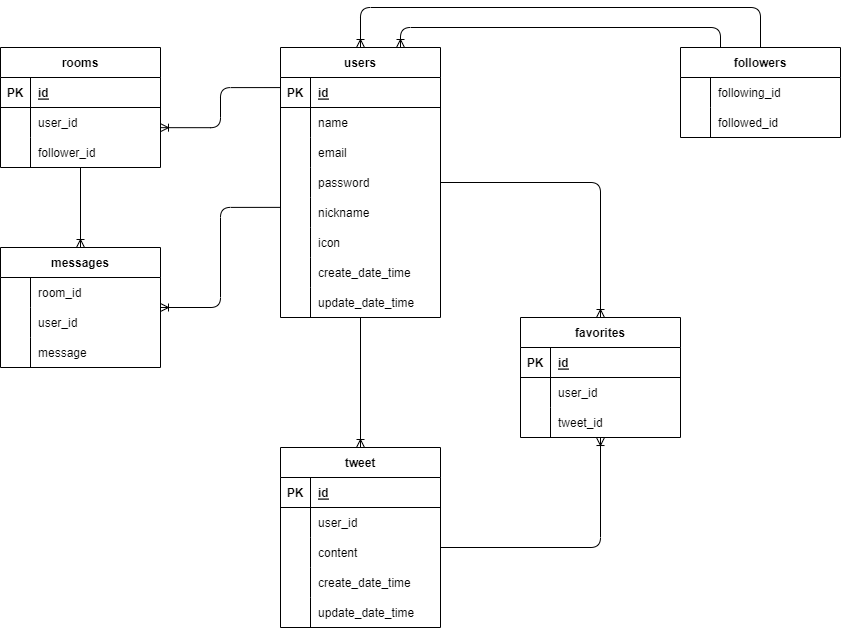 rooms
PK id
user_id
follower_id
users
PK id
name
email
password
nickname
icon
create_date_time
update_date_time
followers
following_id
followed_id
messages
room_id
user_id
message
favorites
PK id
user_id
tweet_id
tweet
PK id
user_id
content
create_date_time
update_date_time